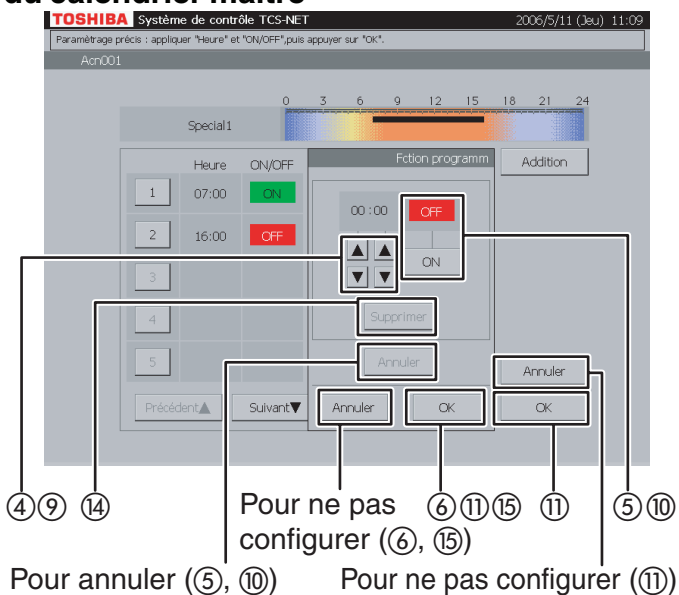 du calendrier maître
TOSHIBA Système de contrôle TCS-NET 2006/5/11 (Jeu) 11:09
Paramètrage précis : appliquer "Heure" et "ON/OFF",puis appuyer sur "OK".
Acn001
0 3 6 9 12 15 18 21 24
Special1
Heure ON/OFF Fction programm Addition
1 07:00 ON
00 :00 OFF
2 16:00 OFF
▲ ▲ ON
3 ▼ ▼
4 Supprimer
5 Annuler Annuler
Précédent▲ Suivant▼ Annuler OK OK
④⑨ ⑭ Pour ne pas ⑥⑪⑮ ⑪ ⑤⑩
configurer (⑥, ⑮)
Pour annuler (⑤, ⑩) Pour ne pas configurer (⑪)